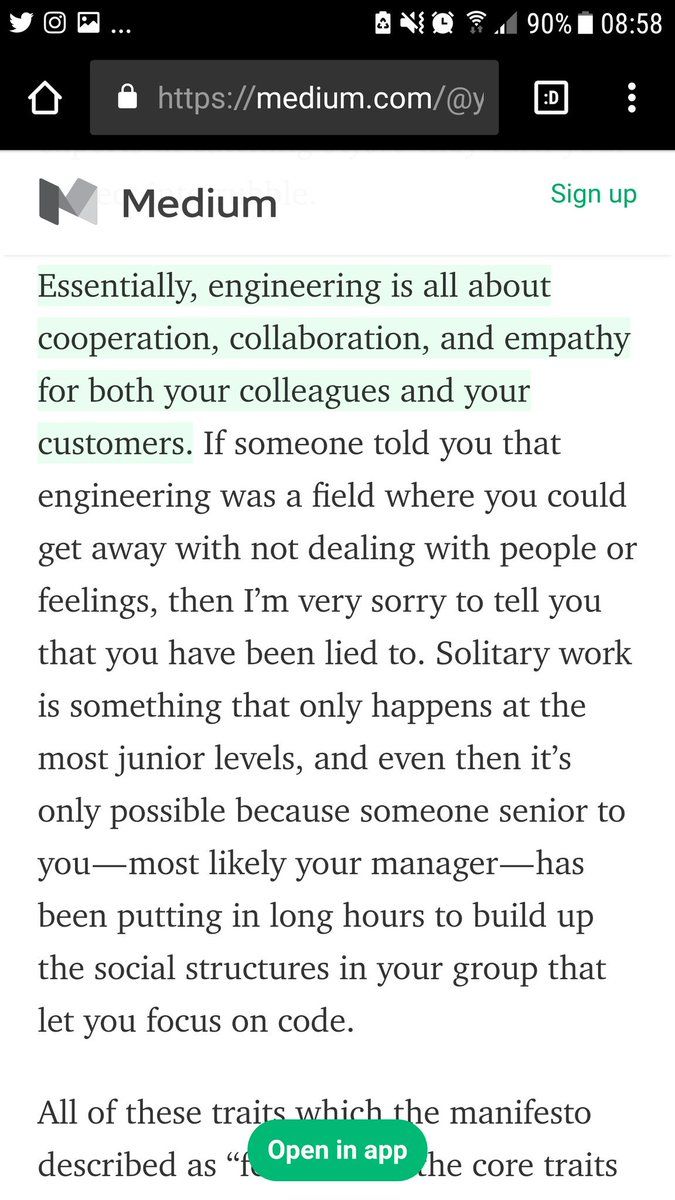 ... 90% 08:58
https://medium.com/@y :D
Medium Sign up
Essentially, engineering is all about
cooperation, collaboration, and empathy
for both your colleagues and your
customers. If someone told you that
engineering was a field where you could
get away with not dealing with people or
feelings, then I’m very sorry to tell you
that you have been lied to. Solitary work
is something that only happens at the
most junior levels, and even then it’s
only possible because someone senior to
you—most likely your manager—has
been putting in long hours to build up
the social structures in your group that
let you focus on code.
All of these traits which the manifesto
described as “f
Open in app
the core traits